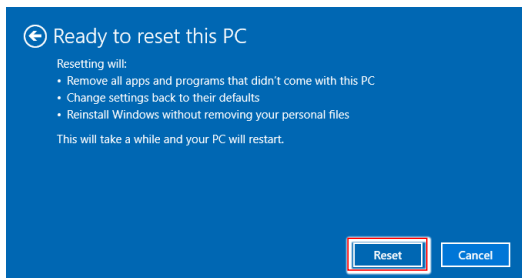 Ready to reset this PC
Resetting will:
• Remove all apps and programs that didn't come with this PC
• Change settings back to their defaults
• Reinstall Windows without removing your personal files
This will take a while and your PC will restart.
Reset Cancel